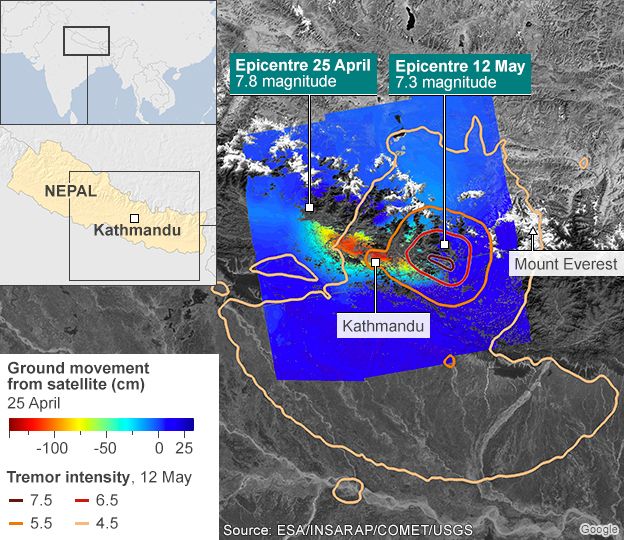 Epicentre 25 April
7.8 magnitude
Epicentre 12 May
7.3 magnitude
NEPAL
Kathmandu
Mount Everest
Kathmandu
Ground movement
from satellite (cm)
25 April
-100 -50 0 25
Tremor intensity, 12 May
7.5 6.5
5.5 4.5
Source: ESA/INSARAP/COMET/USGS
Google